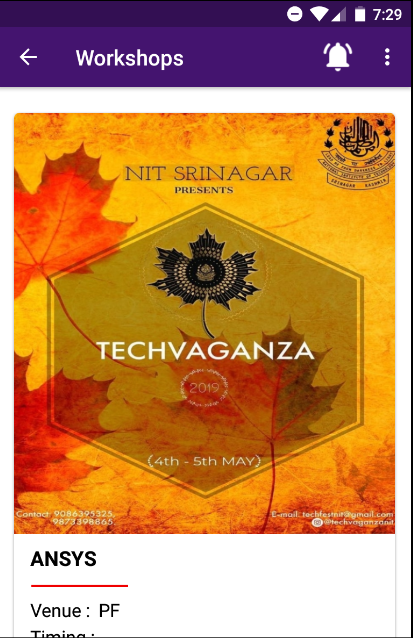 7:29
Workshops
NIT SRINAGAR
PRESENTS
TECHVAGANZA
2019
(4th - 5th MAY)
Contact: 9086395325,
9873398865,
E-mail: techfestnit@gmail.com
@techvaganzanit
ANSYS
Venue : PF
Timing :